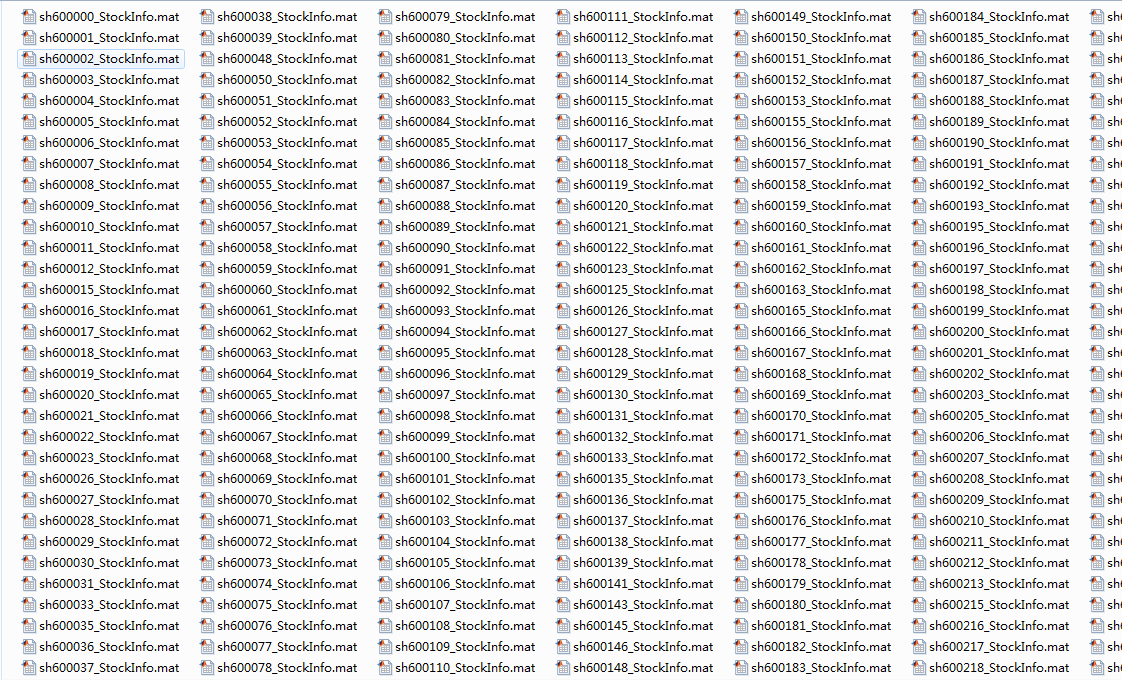 sh600000_StockInfo.mat
sh600001_StockInfo.mat
sh600002_StockInfo.mat
sh600003_StockInfo.mat
sh600004_StockInfo.mat
sh600005_StockInfo.mat
sh600006_StockInfo.mat
sh600007_StockInfo.mat
sh600008_StockInfo.mat
sh600009_StockInfo.mat
sh600010_StockInfo.mat
sh600011_StockInfo.mat
sh600012_StockInfo.mat
sh600015_StockInfo.mat
sh600016_StockInfo.mat
sh600017_StockInfo.mat
sh600018_StockInfo.mat
sh600019_StockInfo.mat
sh600020_StockInfo.mat
sh600021_StockInfo.mat
sh600022_StockInfo.mat
sh600023_StockInfo.mat
sh600026_StockInfo.mat
sh600027_StockInfo.mat
sh600028_StockInfo.mat
sh600029_StockInfo.mat
sh600030_StockInfo.mat
sh600031_StockInfo.mat
sh600033_StockInfo.mat
sh600035_StockInfo.mat
sh600036_StockInfo.mat
sh600037_StockInfo.mat
sh600038_StockInfo.mat
sh600039_StockInfo.mat
sh600048_StockInfo.mat
sh600050_StockInfo.mat
sh600051_StockInfo.mat
sh600052_StockInfo.mat
sh600053_StockInfo.mat
sh600054_StockInfo.mat
sh600055_StockInfo.mat
sh600056_StockInfo.mat
sh600057_StockInfo.mat
sh600058_StockInfo.mat
sh600059_StockInfo.mat
sh600060_StockInfo.mat
sh600061_StockInfo.mat
sh600062_StockInfo.mat
sh600063_StockInfo.mat
sh600064_StockInfo.mat
sh600065_StockInfo.mat
sh600066_StockInfo.mat
sh600067_StockInfo.mat
sh600068_StockInfo.mat
sh600069_StockInfo.mat
sh600070_StockInfo.mat
sh600071_StockInfo.mat
sh600072_StockInfo.mat
sh600073_StockInfo.mat
sh600074_StockInfo.mat
sh600075_StockInfo.mat
sh600076_StockInfo.mat
sh600077_StockInfo.mat
sh600078_StockInfo.mat
sh600079_StockInfo.mat
sh600080_StockInfo.mat
sh600081_StockInfo.mat
sh600082_StockInfo.mat
sh600083_StockInfo.mat
sh600084_StockInfo.mat
sh600085_StockInfo.mat
sh600086_StockInfo.mat
sh600087_StockInfo.mat
sh600088_StockInfo.mat
sh600089_StockInfo.mat
sh600090_StockInfo.mat
sh600091_StockInfo.mat
sh600092_StockInfo.mat
sh600093_StockInfo.mat
sh600094_StockInfo.mat
sh600095_StockInfo.mat
sh600096_StockInfo.mat
sh600097_StockInfo.mat
sh600098_StockInfo.mat
sh600099_StockInfo.mat
sh600100_StockInfo.mat
sh600101_StockInfo.mat
sh600102_StockInfo.mat
sh600103_StockInfo.mat
sh600104_StockInfo.mat
sh600105_StockInfo.mat
sh600106_StockInfo.mat
sh600107_StockInfo.mat
sh600108_StockInfo.mat
sh600109_StockInfo.mat
sh600110_StockInfo.mat
sh600111_StockInfo.mat
sh600112_StockInfo.mat
sh600113_StockInfo.mat
sh600114_StockInfo.mat
sh600115_StockInfo.mat
sh600116_StockInfo.mat
sh600117_StockInfo.mat
sh600118_StockInfo.mat
sh600119_StockInfo.mat
sh600120_StockInfo.mat
sh600121_StockInfo.mat
sh600122_StockInfo.mat
sh600123_StockInfo.mat
sh600125_StockInfo.mat
sh600126_StockInfo.mat
sh600127_StockInfo.mat
sh600128_StockInfo.mat
sh600129_StockInfo.mat
sh600130_StockInfo.mat
sh600131_StockInfo.mat
sh600132_StockInfo.mat
sh600133_StockInfo.mat
sh600135_StockInfo.mat
sh600136_StockInfo.mat
sh600137_StockInfo.mat
sh600138_StockInfo.mat
sh600139_StockInfo.mat
sh600141_StockInfo.mat
sh600143_StockInfo.mat
sh600145_StockInfo.mat
sh600146_StockInfo.mat
sh600148_StockInfo.mat
sh600149_StockInfo.mat
sh600150_StockInfo.mat
sh600151_StockInfo.mat
sh600152_StockInfo.mat
sh600153_StockInfo.mat
sh600155_StockInfo.mat
sh600156_StockInfo.mat
sh600157_StockInfo.mat
sh600158_StockInfo.mat
sh600159_StockInfo.mat
sh600160_StockInfo.mat
sh600161_StockInfo.mat
sh600162_StockInfo.mat
sh600163_StockInfo.mat
sh600165_StockInfo.mat
sh600166_StockInfo.mat
sh600167_StockInfo.mat
sh600168_StockInfo.mat
sh600169_StockInfo.mat
sh600170_StockInfo.mat
sh600171_StockInfo.mat
sh600172_StockInfo.mat
sh600173_StockInfo.mat
sh600175_StockInfo.mat
sh600176_StockInfo.mat
sh600177_StockInfo.mat
sh600178_StockInfo.mat
sh600179_StockInfo.mat
sh600180_StockInfo.mat
sh600181_StockInfo.mat
sh600182_StockInfo.mat
sh600183_StockInfo.mat
sh600184_StockInfo.mat
sh600185_StockInfo.mat
sh600186_StockInfo.mat
sh600187_StockInfo.mat
sh600188_StockInfo.mat
sh600189_StockInfo.mat
sh600190_StockInfo.mat
sh600191_StockInfo.mat
sh600192_StockInfo.mat
sh600193_StockInfo.mat
sh600195_StockInfo.mat
sh600196_StockInfo.mat
sh600197_StockInfo.mat
sh600198_StockInfo.mat
sh600199_StockInfo.mat
sh600200_StockInfo.mat
sh600201_StockInfo.mat
sh600202_StockInfo.mat
sh600203_StockInfo.mat
sh600205_StockInfo.mat
sh600206_StockInfo.mat
sh600207_StockInfo.mat
sh600208_StockInfo.mat
sh600209_StockInfo.mat
sh600210_StockInfo.mat
sh600211_StockInfo.mat
sh600212_StockInfo.mat
sh600213_StockInfo.mat
sh600215_StockInfo.mat
sh600216_StockInfo.mat
sh600217_StockInfo.mat
sh600218_StockInfo.mat